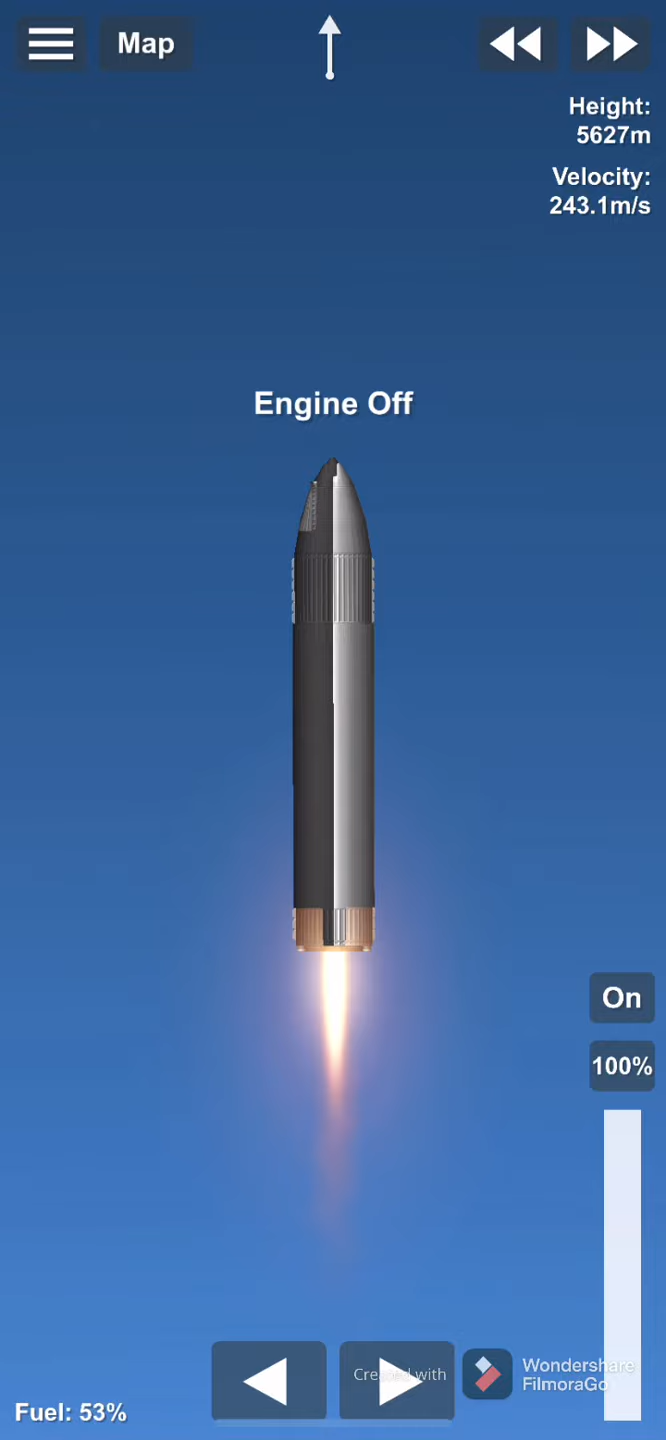 Map
Height:
5627m
Velocity:
243.1m/s
Engine Off
On
100%
Created with
Wondershare
FilmoraGo
Fuel: 53%